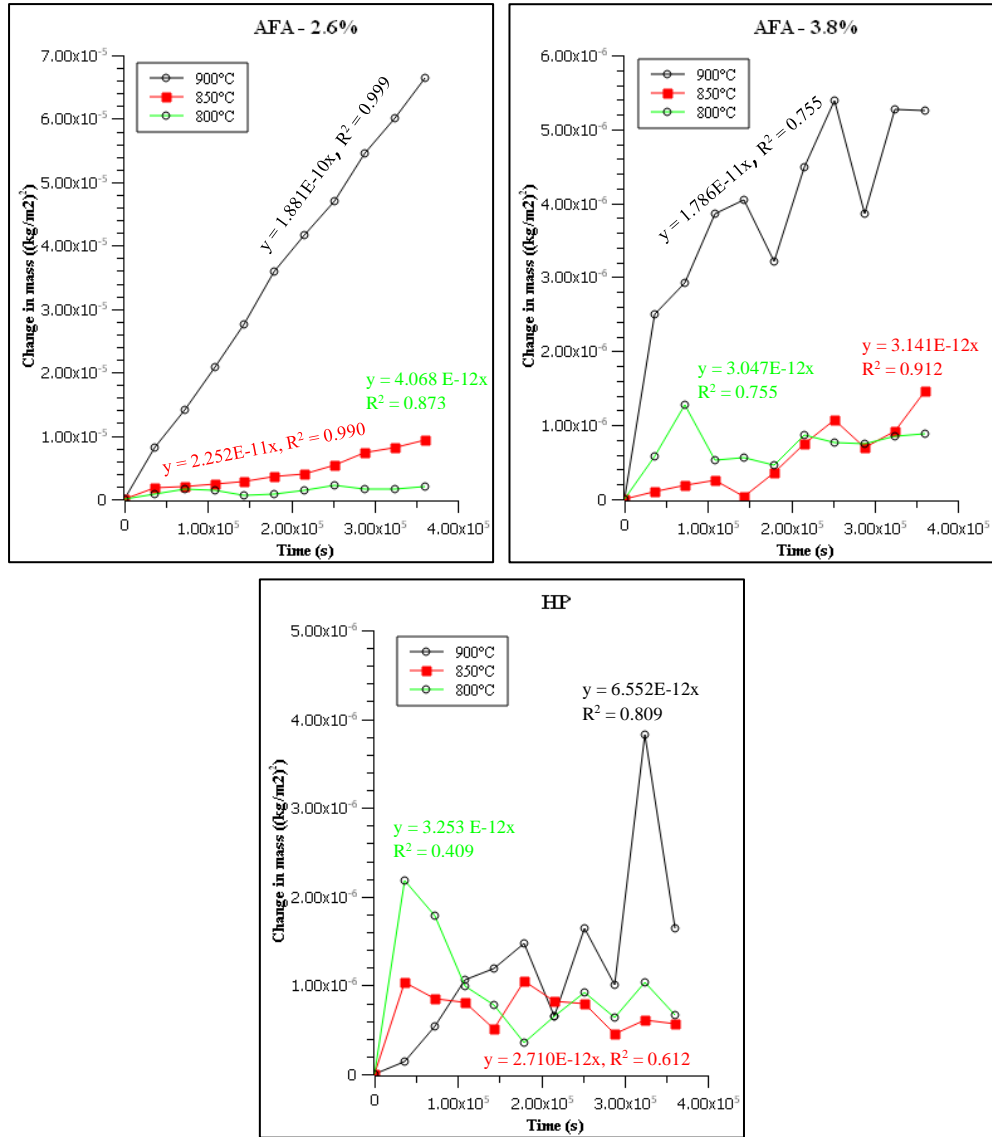 AFA - 2.6%
7.00x10⁻⁵
6.00x10⁻⁵
5.00x10⁻⁵
4.00x10⁻⁵
3.00x10⁻⁵
2.00x10⁻⁵
1.00x10⁻⁵
0
Change in mass ((kg/m2)²)
900°C
850°C
800°C
y = 1.881E-10x, R² = 0.999
y = 4.068 E-12x
R² = 0.873
y = 2.252E-11x, R² = 0.990
0
1.00x10⁵
2.00x10⁵
3.00x10⁵
4.00x10⁵
Time (s)
AFA - 3.8%
6.00x10⁻⁶
5.00x10⁻⁶
4.00x10⁻⁶
3.00x10⁻⁶
2.00x10⁻⁶
1.00x10⁻⁶
0
Change in mass ((kg/m2)²)
900°C
850°C
800°C
y = 1.786E-11x, R² = 0.755
y = 3.047E-12x
R² = 0.755
y = 3.141E-12x
R² = 0.912
0
1.00x10⁵
2.00x10⁵
3.00x10⁵
4.00x10⁵
Time (s)
HP
5.00x10⁻⁶
4.00x10⁻⁶
3.00x10⁻⁶
2.00x10⁻⁶
1.00x10⁻⁶
0
Change in mass ((kg/m2)²)
900°C
850°C
800°C
y = 6.552E-12x
R² = 0.809
y = 3.253 E-12x
R² = 0.409
y = 2.710E-12x, R² = 0.612
0
1.00x10⁵
2.00x10⁵
3.00x10⁵
4.00x10⁵
Time (s)